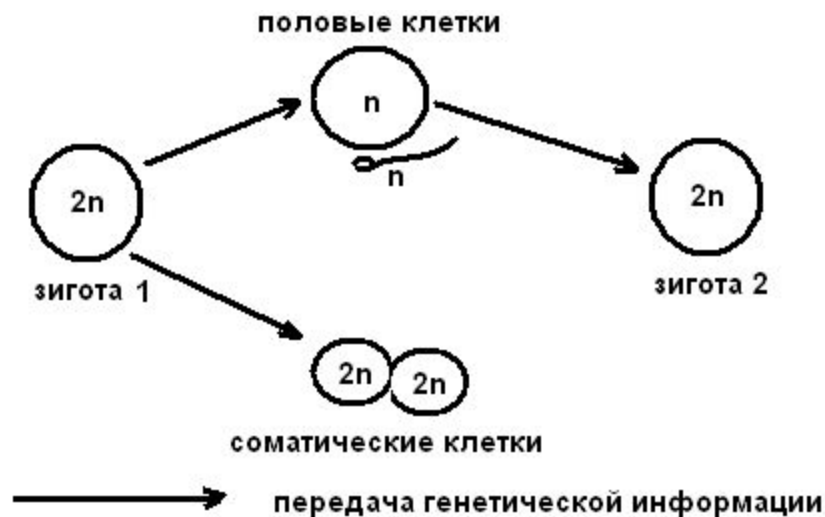 половые клетки
n
n
2n
зигота 1
2n
зигота 2
2n 2n
соматические клетки
передача генетической информации